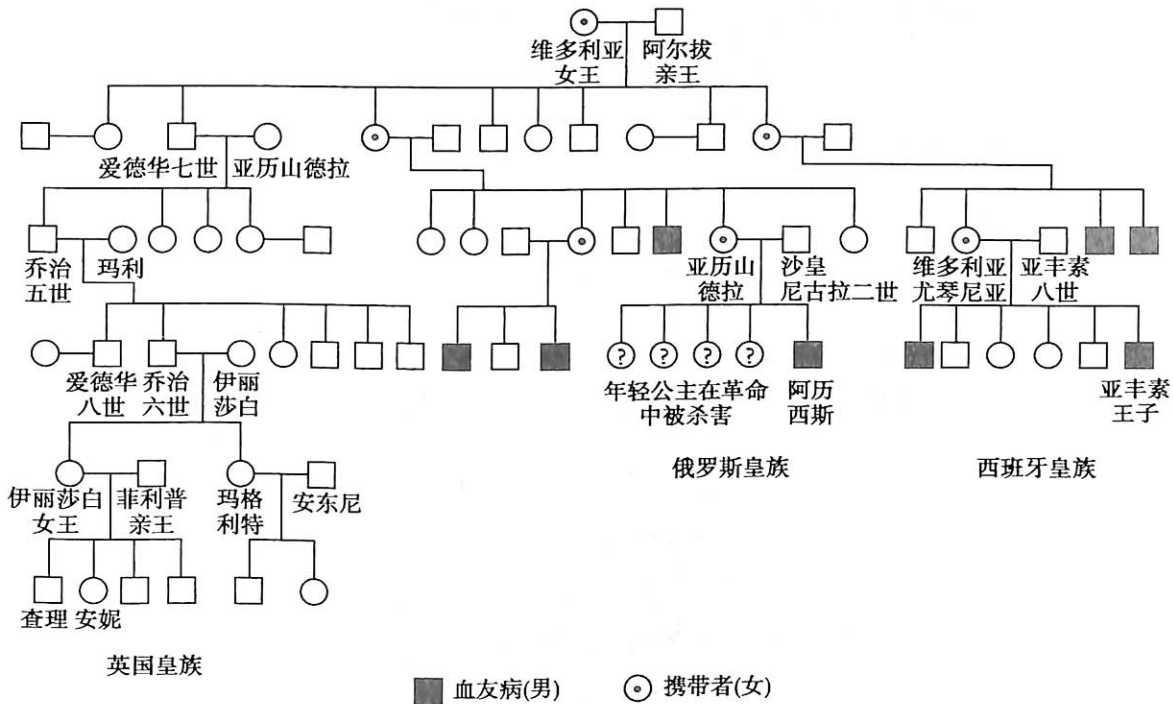 维多利亚 阿尔拔
女王 亲王
爱德华七世 亚历山德拉
乔治 玛利
五世
亚历山 沙皇
德拉 尼古拉二世
维多利亚 亚丰素
尤琴尼亚 八世
爱德华 乔治 伊丽
八世 六世 莎白
? ? ? ?
年轻公主在革命 阿历
中被杀害 西斯
亚丰素
王子
俄罗斯皇族 西班牙皇族
伊丽莎白 菲利普 玛格 安东尼
女王 亲王 利特
查理 安妮
英国皇族
血友病(男) 携带者(女)